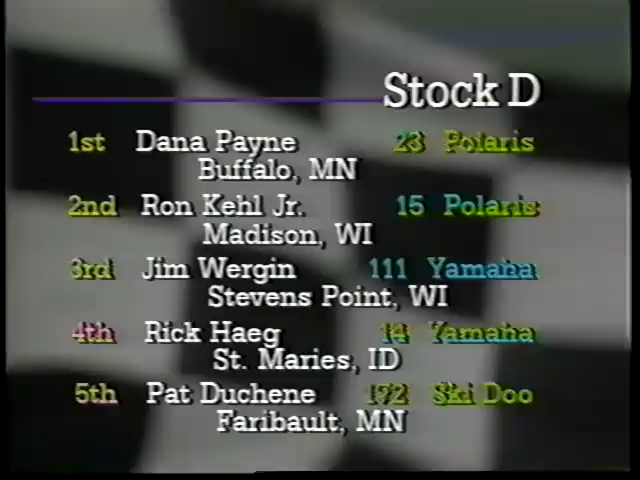 Stock D
1st Dana Payne 23 Polaris
Buffalo, MN
2nd Ron Kehl Jr. 15 Polaris
Madison, WI
3rd Jim Wergin 111 Yamaha
Stevens Point, WI
4th Rick Haeg 14 Yamaha
St. Maries, ID
5th Pat Duchene 172 Ski Doo
Faribault, MN